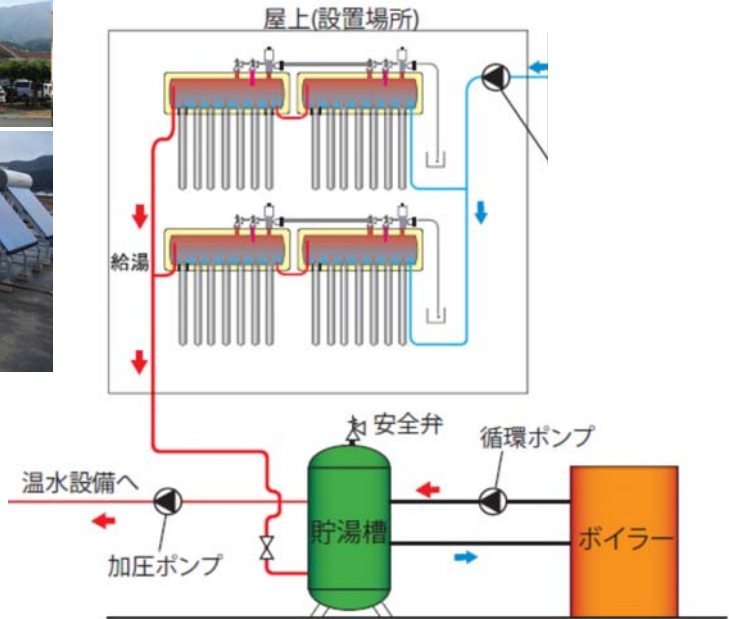 屋上(設置場所)
給湯
安全弁
循環ポンプ
温水設備へ
貯湯槽
ボイラー
加圧ポンプ